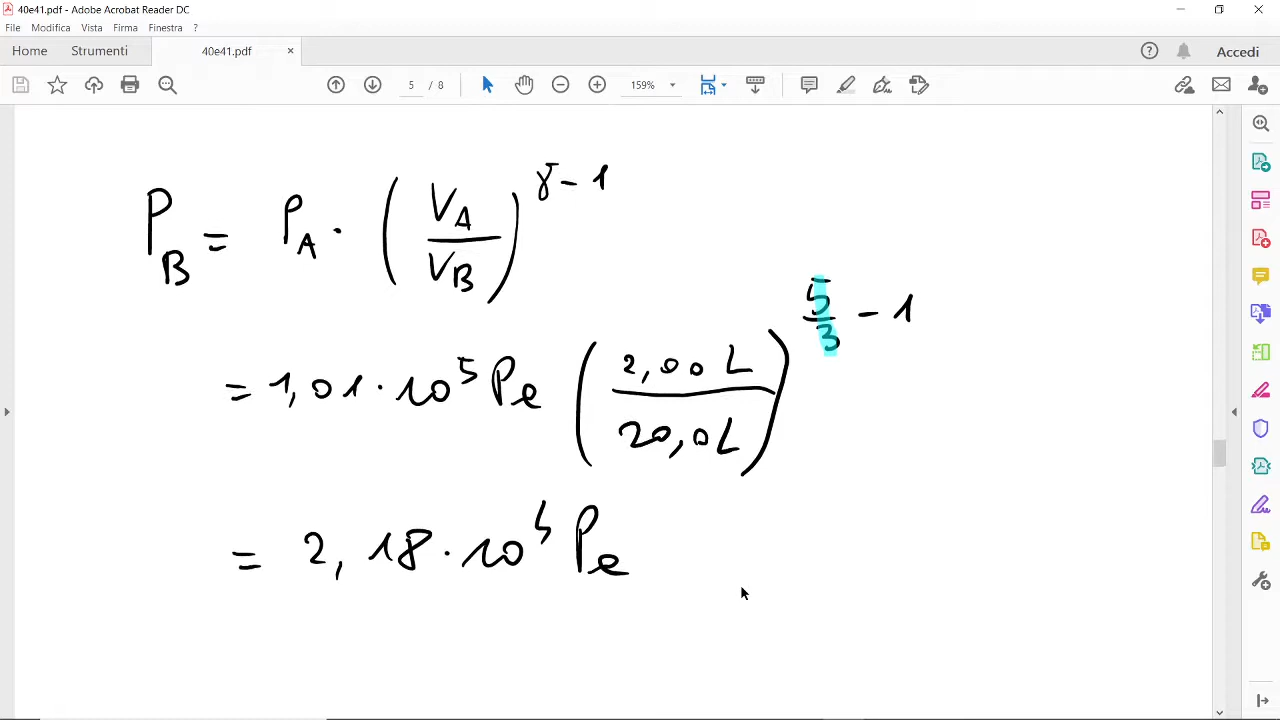 40e41.pdf - Adobe Acrobat Reader DC
File Modifica Vista Firma Finestra ?
Home Strumenti 40e41.pdf × Accedi
5 / 8 159%
P_B = P_A · (V_A / V_B)^(γ - 1)
= 1,01 · 10^5 Pa (2,00 L / 20,0 L)^(5/3 - 1)
= 2,18 · 10^4 Pa